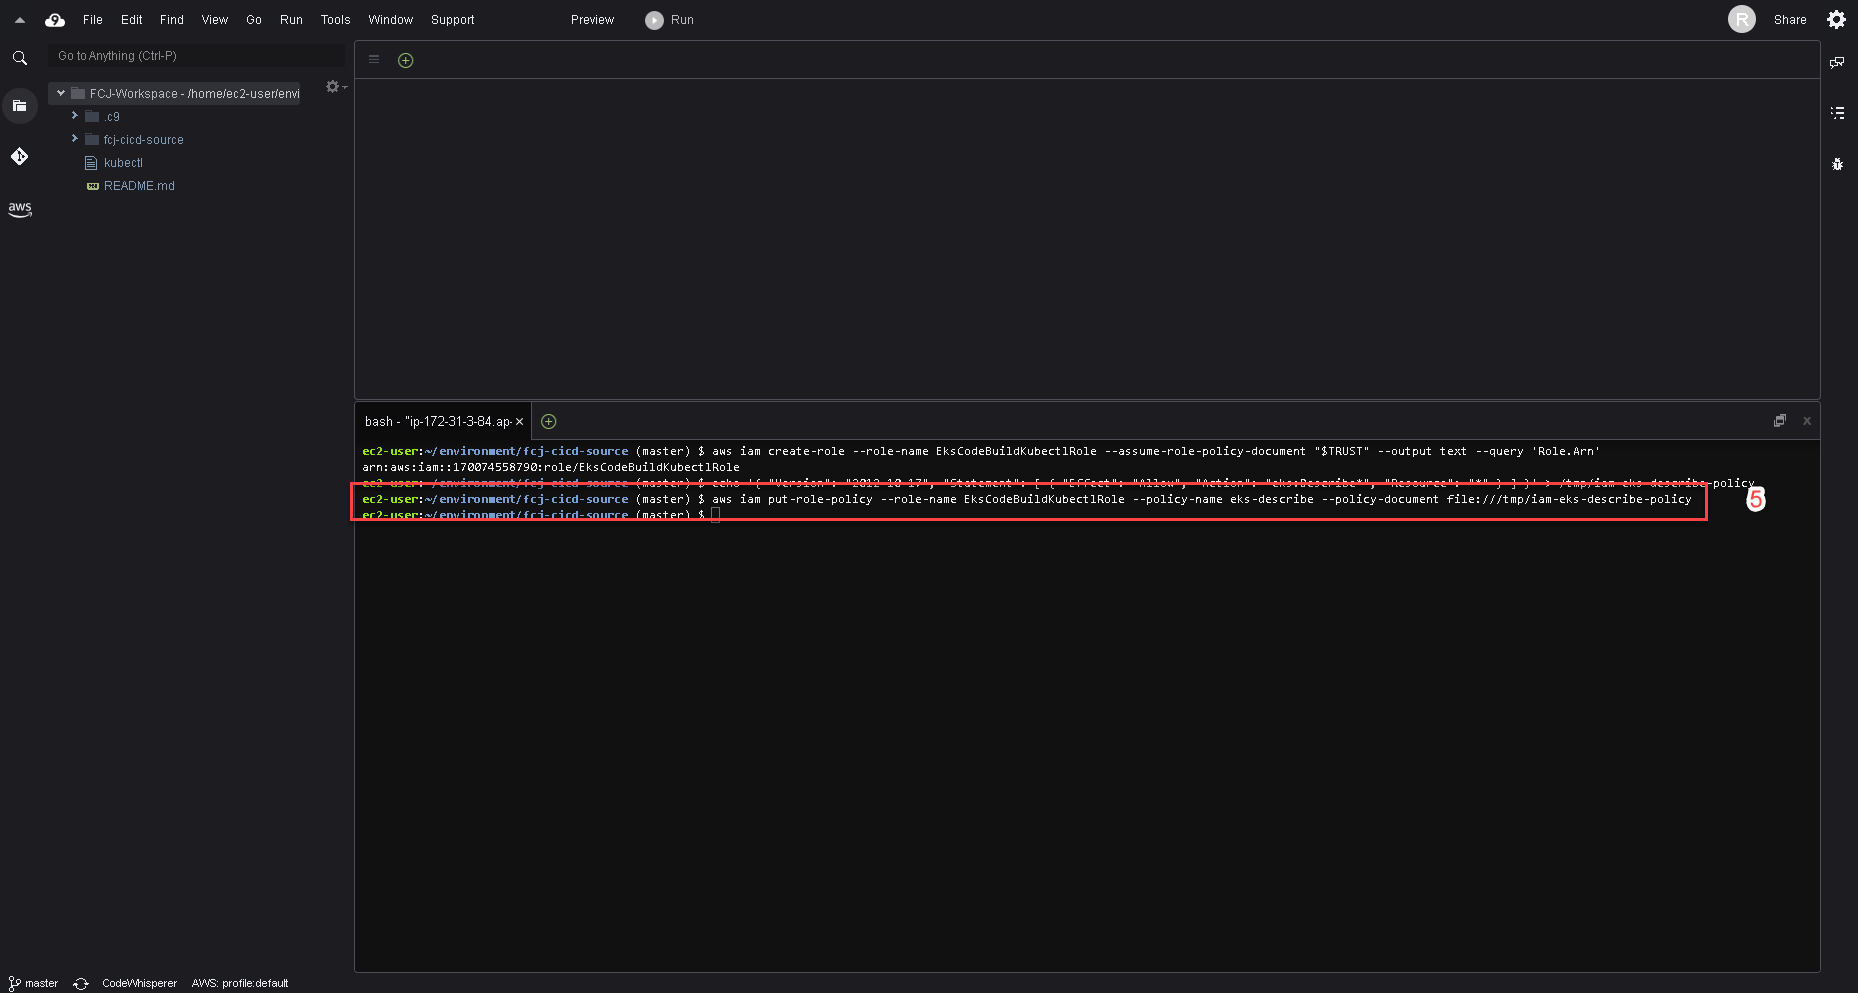 File Edit Find View Go Run Tools Window Support Preview Run R Share
Go to Anything (Ctrl-P)
FCJ-Workspace - /home/ec2-user/envi
.c9
fcj-cicd-source
kubectl
README.md
aws
bash - "ip-172-31-3-84.ap-
ec2-user:~/environment/fcj-cicd-source (master) $ aws iam create-role --role-name EksCodeBuildKubectlRole --assume-role-policy-document "$TRUST" --output text --query 'Role.Arn'
arn:aws:iam::170074558790:role/EksCodeBuildKubectlRole
ec2-user:~/environment/fcj-cicd-source (master) $ echo '{ "Version": "2012-10-17", "Statement": [ { "Effect": "Allow", "Action": "eks:Describe*", "Resource": "*" } ] }' > /tmp/iam-eks-describe-policy
ec2-user:~/environment/fcj-cicd-source (master) $ aws iam put-role-policy --role-name EksCodeBuildKubectlRole --policy-name eks-describe --policy-document file:///tmp/iam-eks-describe-policy
5
ec2-user:~/environment/fcj-cicd-source (master) $
master CodeWhisperer AWS: profile:default